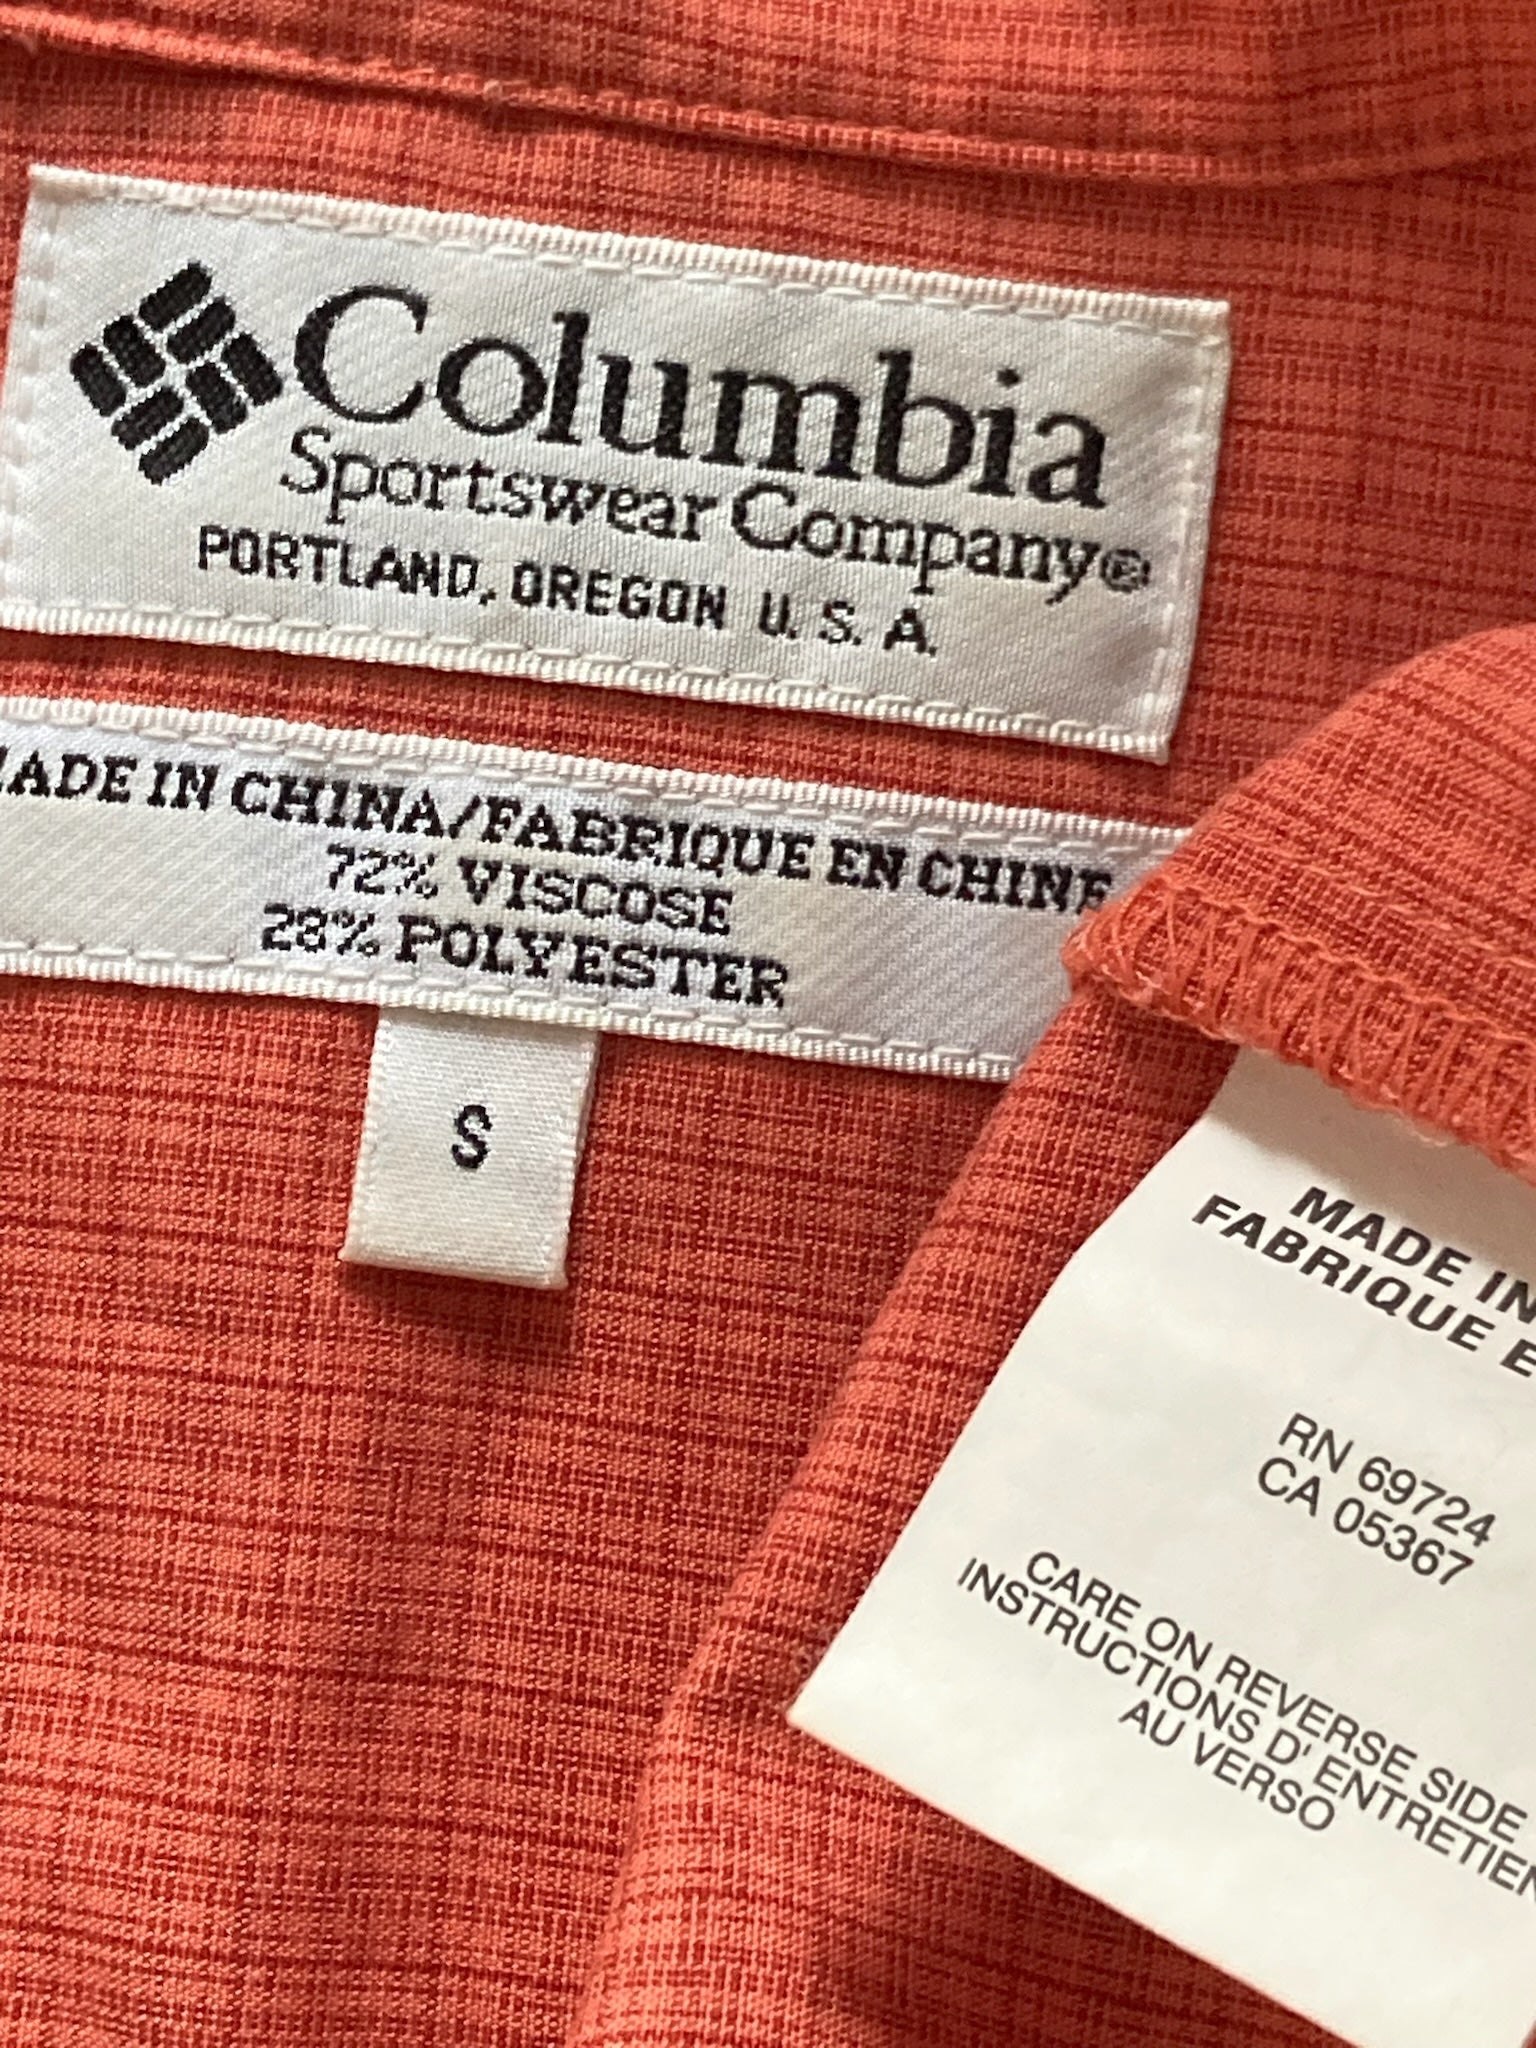 Columbia
Sportswear Company®
PORTLAND, OREGON U.S.A.
MADE IN CHINA/FABRIQUE EN CHINE
72% VISCOSE
28% POLYESTER
S
MADE IN
FABRIQUE E
RN 69724
CA 05367
CARE ON REVERSE SIDE
INSTRUCTIONS D' ENTRETIEN
AU VERSO